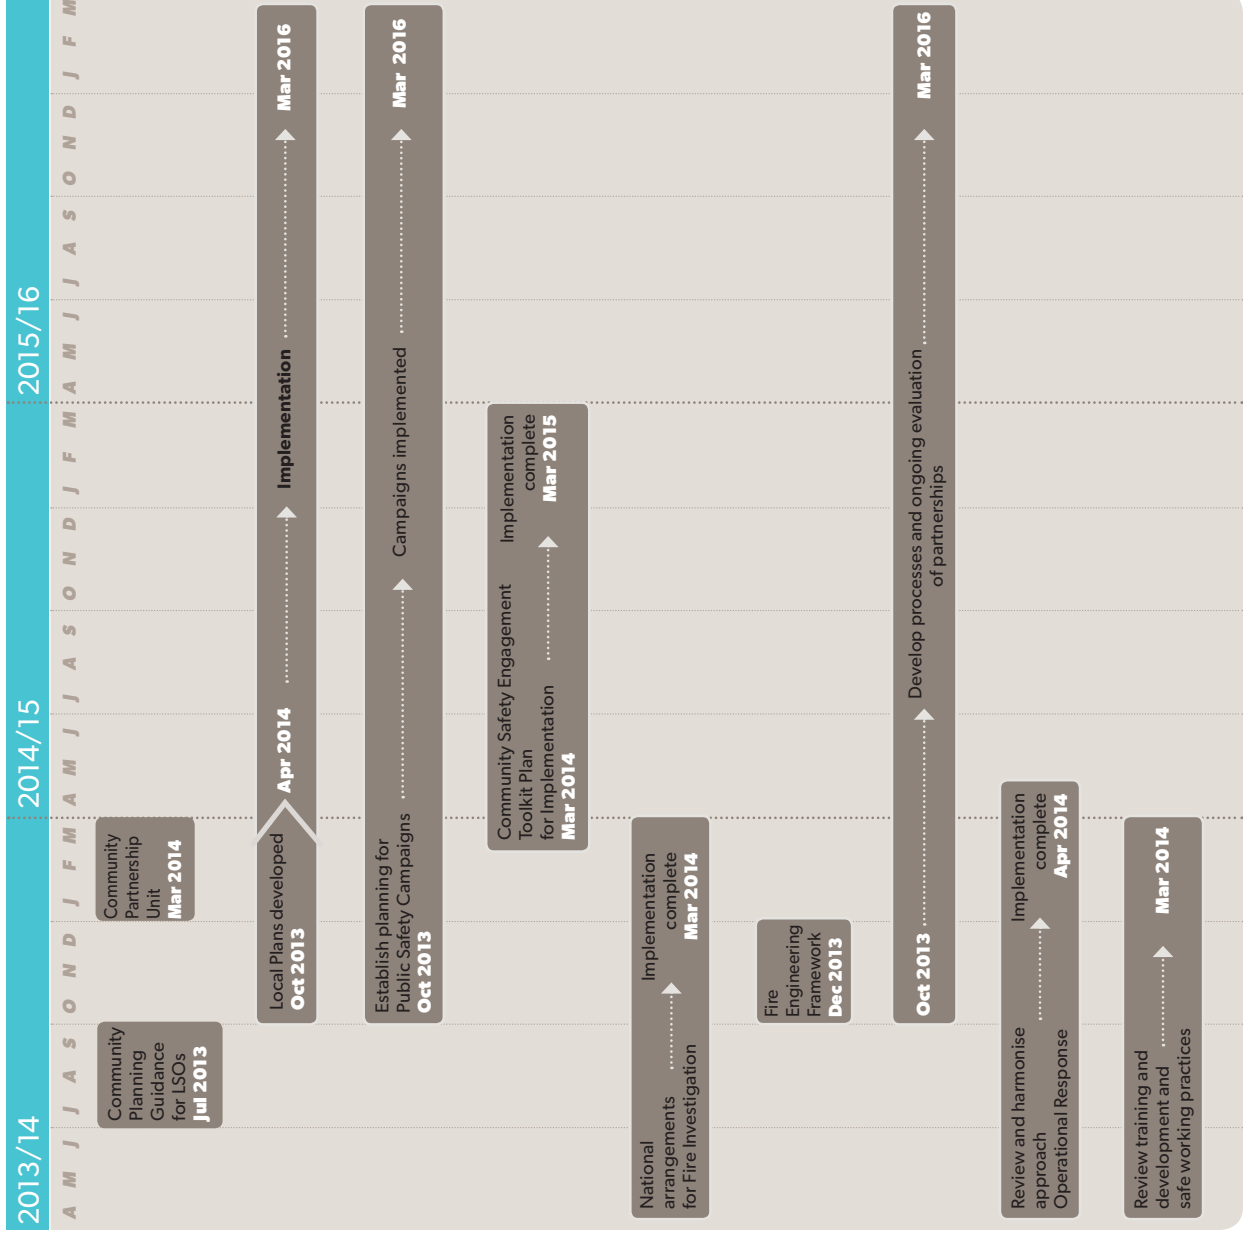 2013/14 2014/15 2015/16
A M J J A S O N D J F M A M J J A S O N D J F M A M J J A S O N D J F M
Community
Planning
Guidance
for LSOs
Jul 2013
Community
Partnership
Unit
Mar 2014
Local Plans developed
Oct 2013
Apr 2014
Implementation
Mar 2016
Establish planning for
Public Safety Campaigns
Oct 2013
Campaigns implemented
Mar 2016
Community Safety Engagement
Toolkit Plan
for Implementation
Mar 2014
Implementation
complete
Mar 2015
National
arrangements
for Fire Investigation
Implementation
complete
Mar 2014
Fire
Engineering
Framework
Dec 2013
Oct 2013
Develop processes and ongoing evaluation
of partnerships
Mar 2016
Review and harmonise
approach
Operational Response
Implementation
complete
Apr 2014
Review training and
development and
safe working practices
Mar 2014